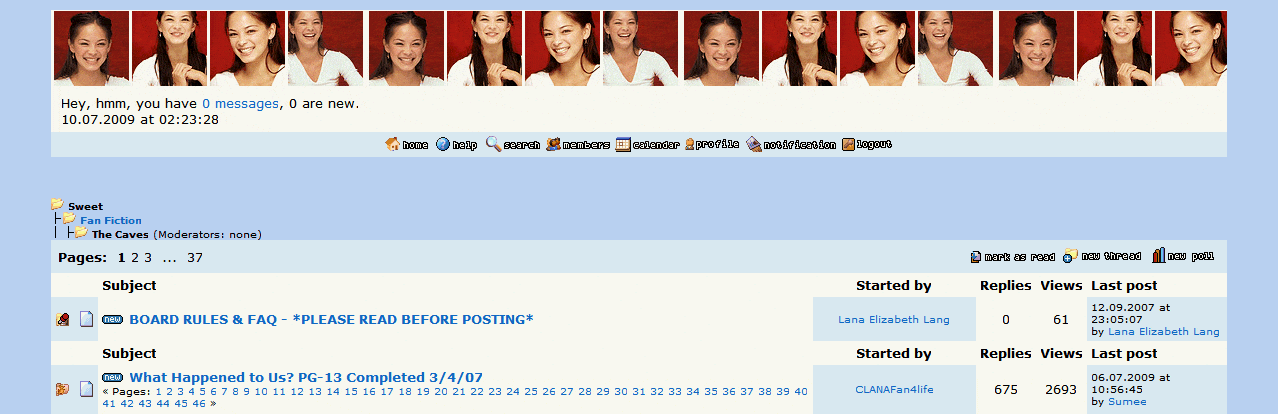 Hey, hmm, you have 0 messages, 0 are new.
10.07.2009 at 02:23:28
home help search members calendar profile notification logout
Sweet
Fan Fiction
The Caves (Moderators: none)
Pages: 1 2 3 ... 37 mark as read new thread new poll
Subject Started by Replies Views Last post
new BOARD RULES & FAQ - *PLEASE READ BEFORE POSTING* Lana Elizabeth Lang 0 61 12.09.2007 at
23:05:07
by Lana Elizabeth Lang
Subject Started by Replies Views Last post
new What Happened to Us? PG-13 Completed 3/4/07 CLANAFan4life 675 2693 06.07.2009 at
« Pages: 1 2 3 4 5 6 7 8 9 10 11 12 13 14 15 16 17 18 19 20 21 22 23 24 25 26 27 28 29 30 31 32 33 34 35 36 37 38 39 40 10:56:45
41 42 43 44 45 46 » by Sumee